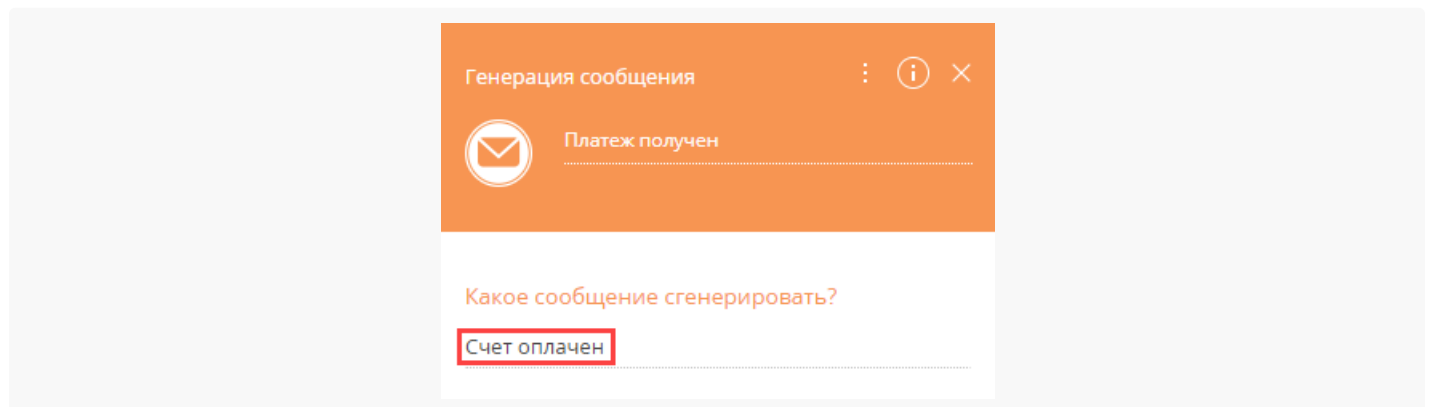 Генерация сообщения
Платеж получен
Какое сообщение сгенерировать?
Счет оплачен